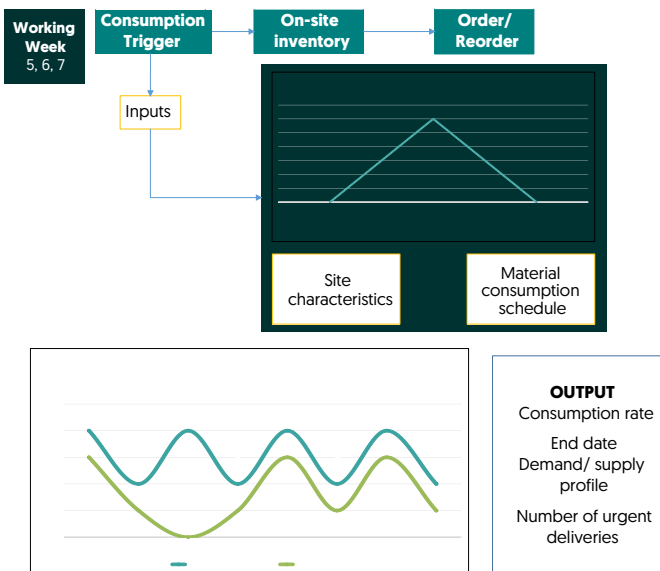 Working
Week
5, 6, 7
Consumption
Trigger
On-site
inventory
Order/
Reorder
Inputs
Site
characteristics
Material
consumption
schedule
OUTPUT
Consumption rate
End date
Demand/ supply
profile
Number of urgent
deliveries